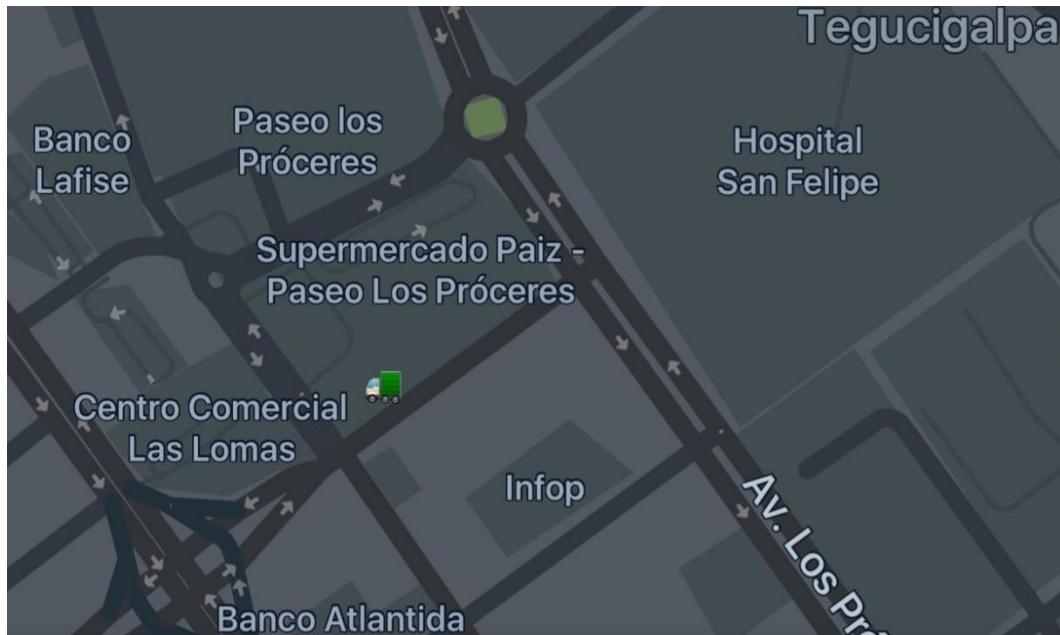 Tegucigalpa
Banco
Lafise
Paseo los
Próceres
Hospital
San Felipe
Supermercado Paiz -
Paseo Los Próceres
Centro Comercial
Las Lomas
Infop
Av. Los Pró
Banco Atlantida